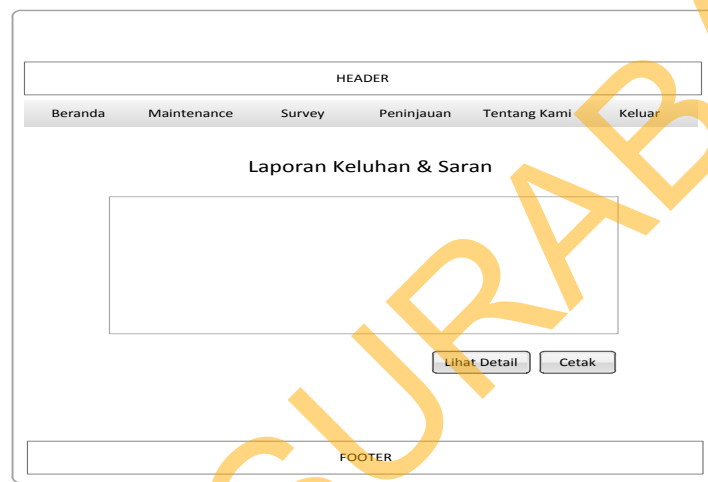 HEADER
Beranda Maintenance Survey Peninjauan Tentang Kami Keluar
Laporan Keluhan & Saran
Lihat Detail Cetak
FOOTER